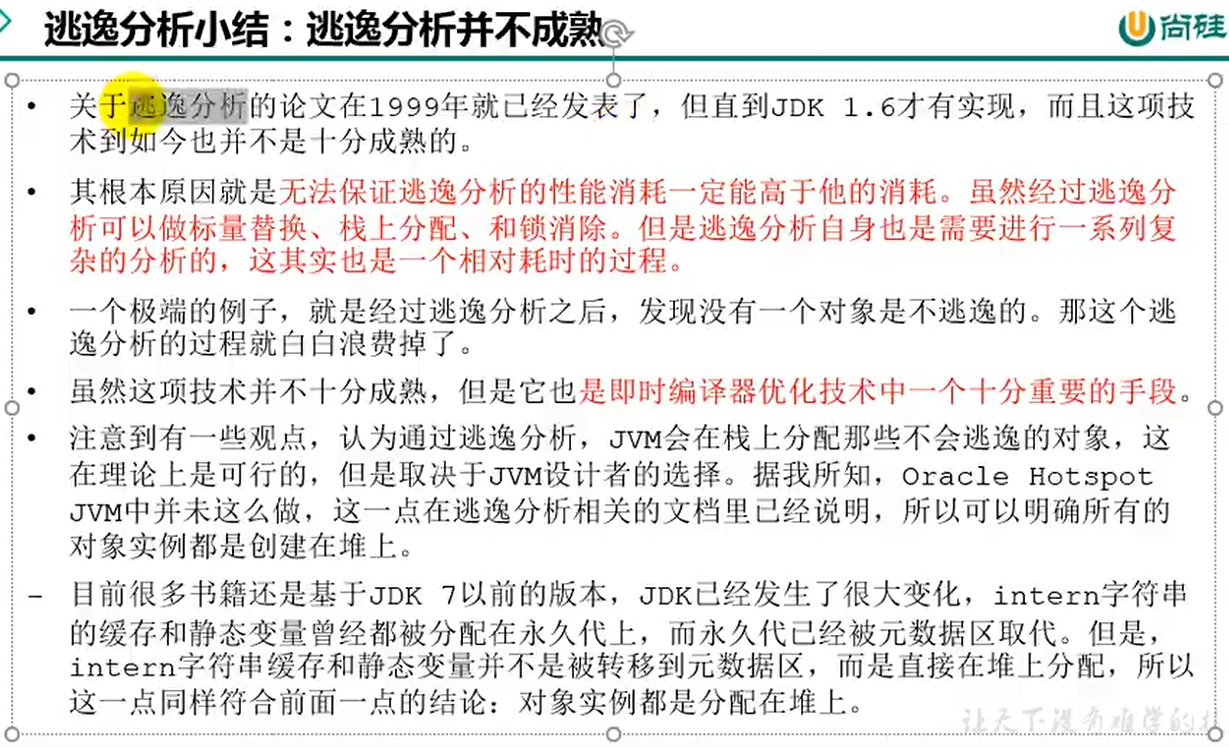 逃逸分析小结：逃逸分析并不成熟
尚硅
• 关于逃逸分析的论文在1999年就已经发表了，但直到JDK 1.6才有实现，而且这项技
术到如今也并不是十分成熟的。
• 其根本原因就是无法保证逃逸分析的性能消耗一定能高于他的消耗。虽然经过逃逸分
析可以做标量替换、栈上分配、和锁消除。但是逃逸分析自身也是需要进行一系列复
杂的分析的，这其实也是一个相对耗时的过程。
• 一个极端的例子，就是经过逃逸分析之后，发现没有一个对象是不逃逸的。那这个逃
逸分析的过程就白白浪费掉了。
• 虽然这项技术并不十分成熟，但是它也是即时编译器优化技术中一个十分重要的手段。
• 注意到有一些观点，认为通过逃逸分析，JVM会在栈上分配那些不会逃逸的对象，这
在理论上是可行的，但是取决于JVM设计者的选择。据我所知，Oracle Hotspot
JVM中并未这么做，这一点在逃逸分析相关的文档里已经说明，所以可以明确所有的
对象实例都是创建在堆上。
– 目前很多书籍还是基于JDK 7以前的版本，JDK已经发生了很大变化，intern字符串
的缓存和静态变量曾经都被分配在永久代上，而永久代已经被元数据区取代。但是，
intern字符串缓存和静态变量并不是被转移到元数据区，而是直接在堆上分配，所以
这一点同样符合前面一点的结论：对象实例都是分配在堆上。
让天下没有难学的